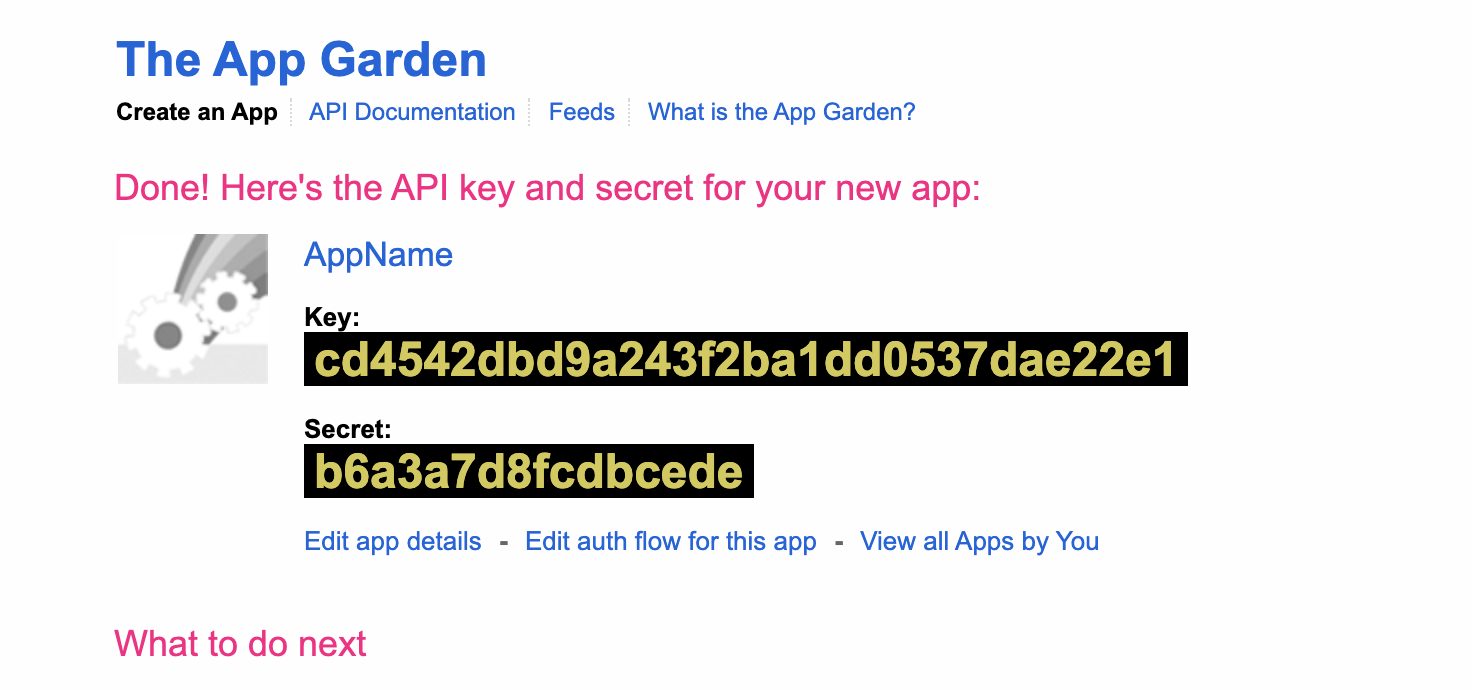 The App Garden
Create an App API Documentation Feeds What is the App Garden?
Done! Here's the API key and secret for your new app:
AppName
Key:
cd4542dbd9a243f2ba1dd0537dae22e1
Secret:
b6a3a7d8fcdbcede
Edit app details - Edit auth flow for this app - View all Apps by You
What to do next